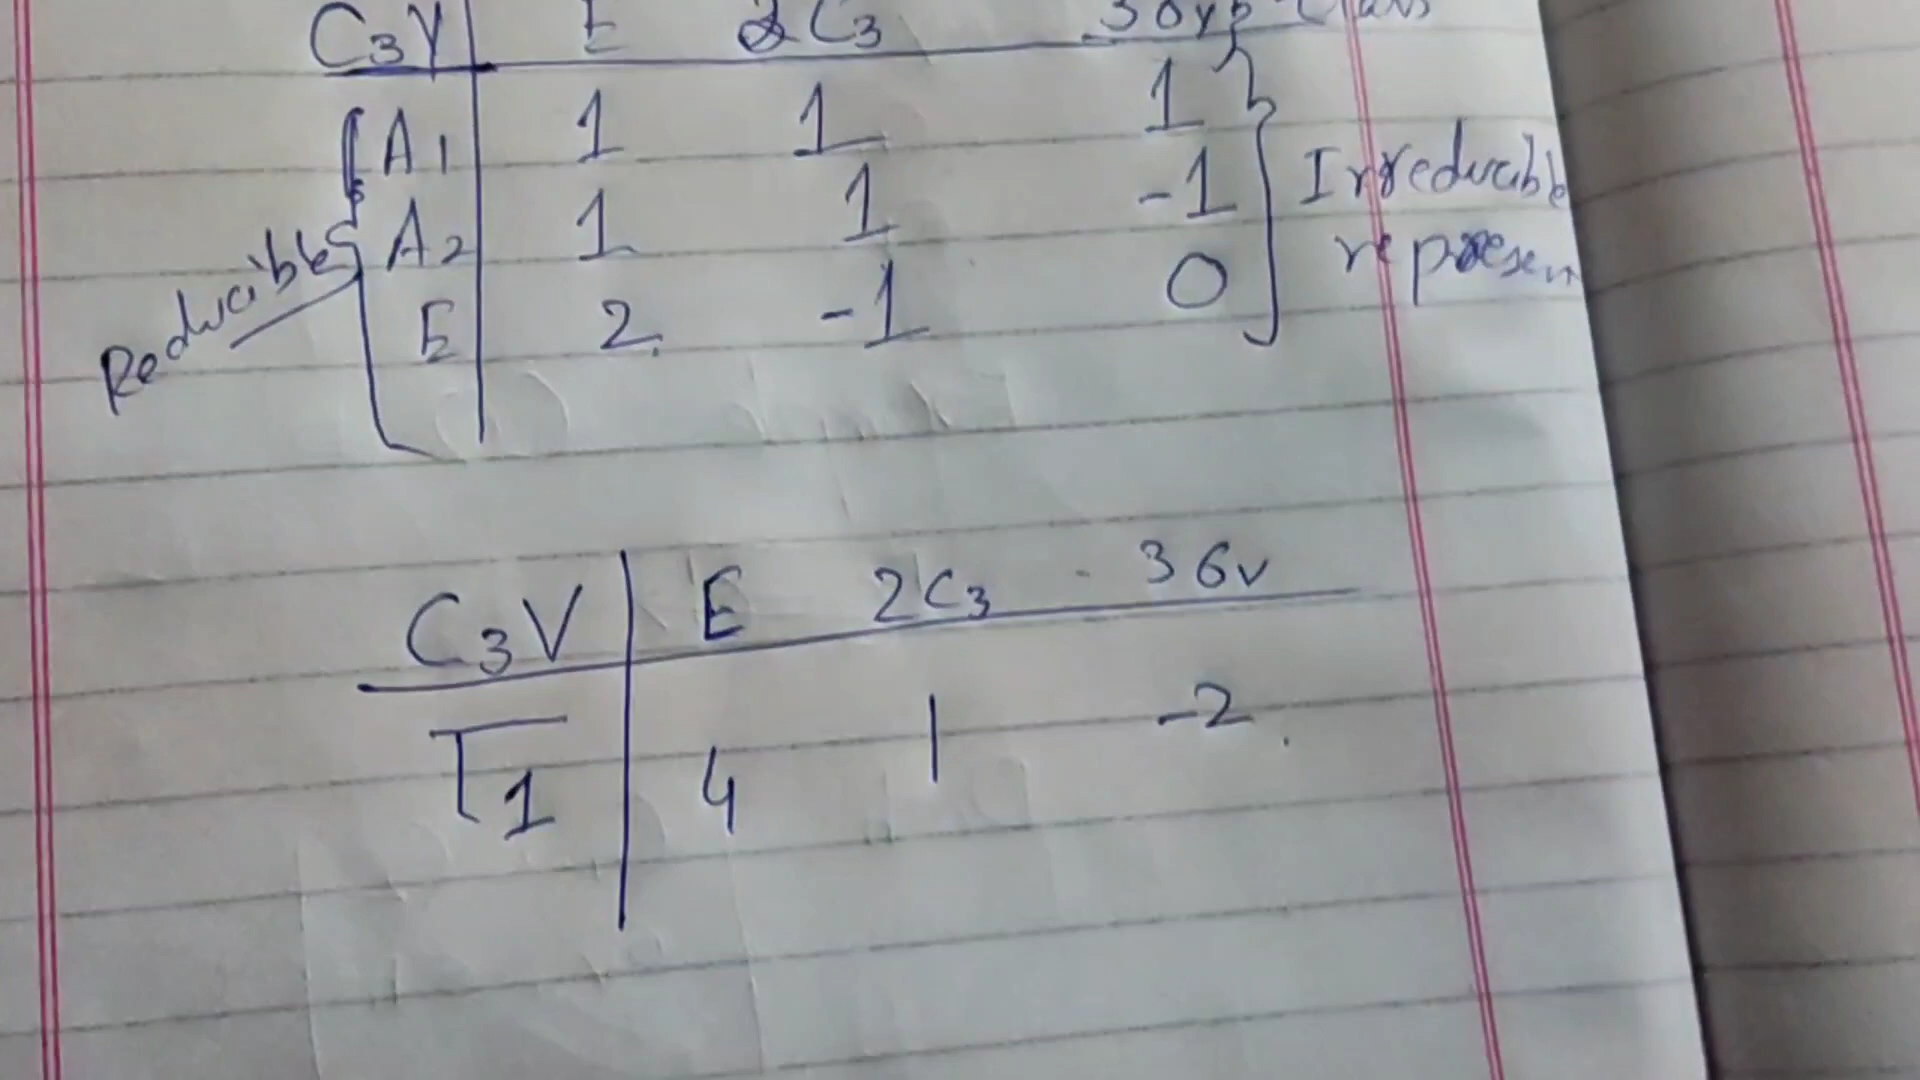 C3V E 2C3
A1 1 1 1
A2 1 1 -1
E 2. -1 0
Reducible
Irreducible
represen
C3V E 2C3 3σv
Γ1 4 1 -2.